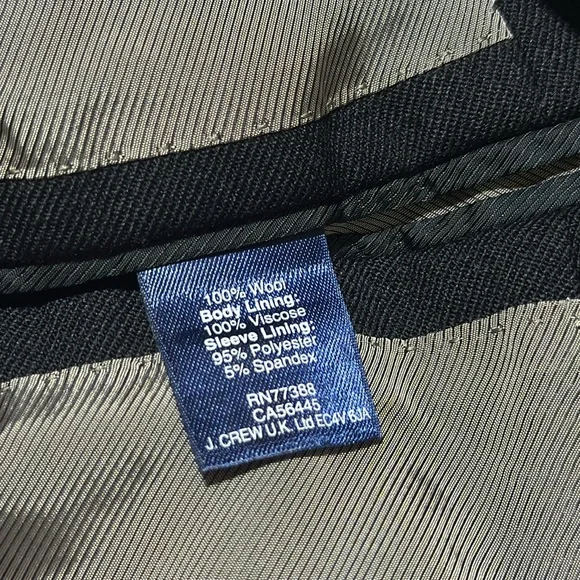 100% Wool
Body Lining:
100% Viscose
Sleeve Lining:
95% Polyester
5% Spandex
RN77388
CA56445
J. CREW U.K. Ltd EC4V 6JA